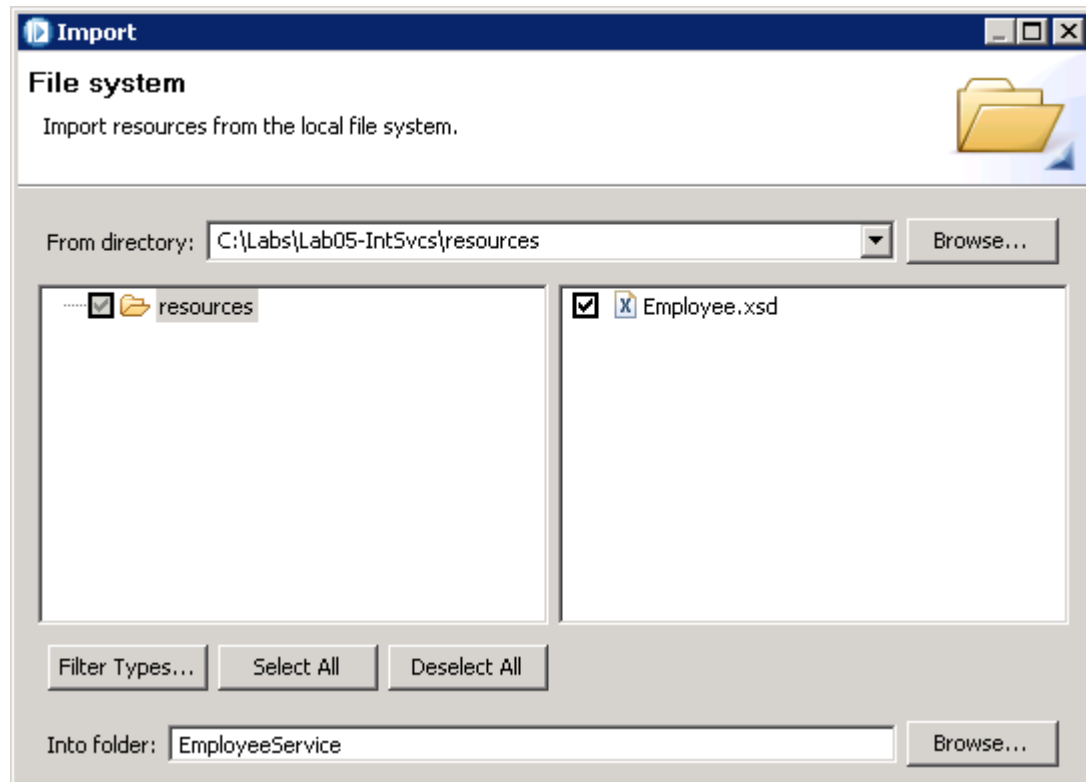 Import
File system
Import resources from the local file system.
From directory: C:\Labs\Lab05-IntSvcs\resources Browse...
resources Employee.xsd
Filter Types... Select All Deselect All
Into folder: EmployeeService Browse...